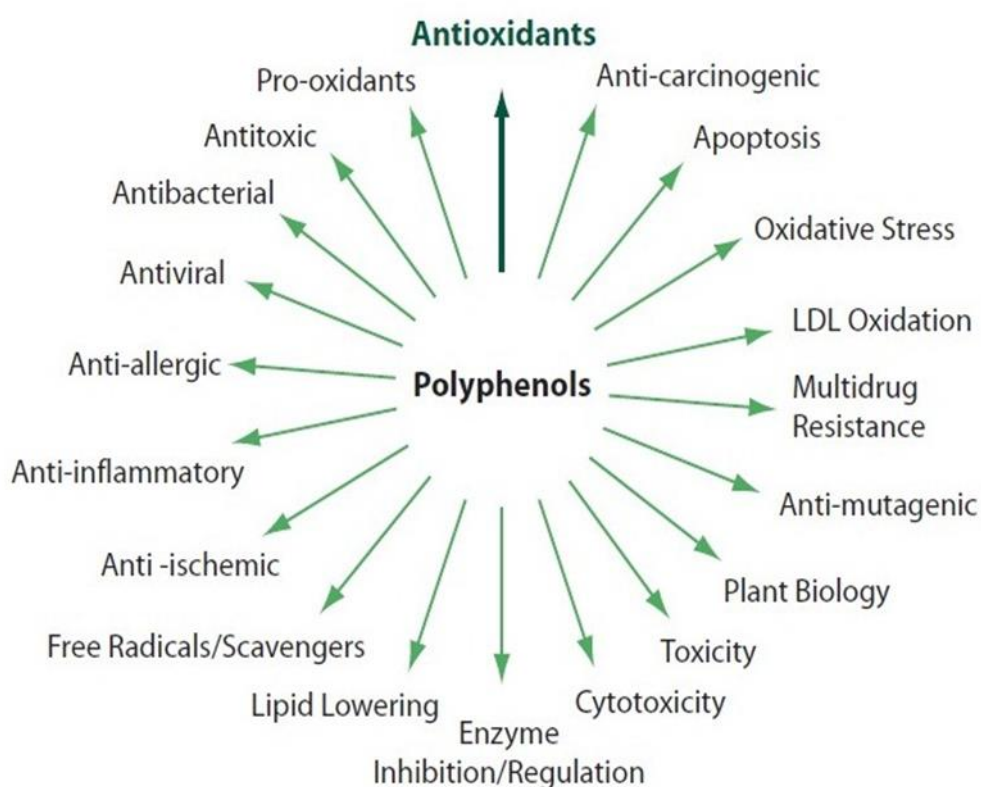 Antioxidants
Pro-oxidants
Anti-carcinogenic
Antitoxic
Apoptosis
Antibacterial
Oxidative Stress
Antiviral
LDL Oxidation
Anti-allergic
Polyphenols
Multidrug
Resistance
Anti-inflammatory
Anti-mutagenic
Anti -ischemic
Plant Biology
Free Radicals/Scavengers
Toxicity
Lipid Lowering
Cytotoxicity
Enzyme
Inhibition/Regulation